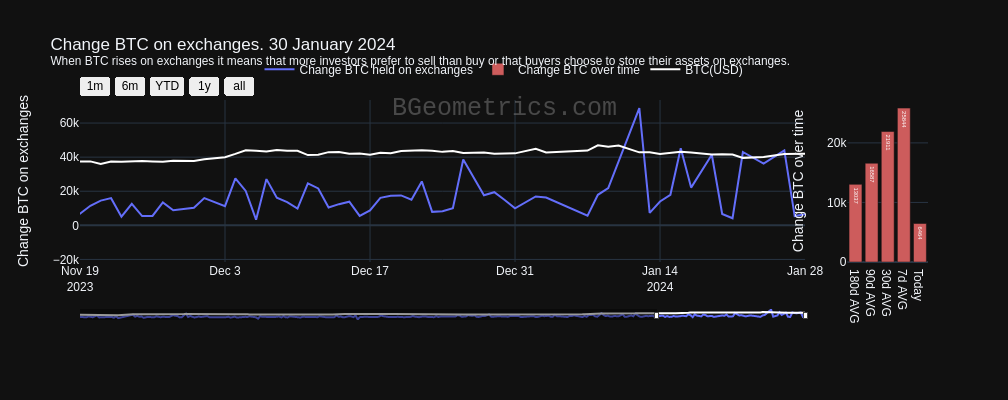 Change BTC on exchanges. 30 January 2024
When BTC rises on exchanges it means that more investors prefer to sell than buy or that buyers choose to store their assets on exchanges.
Change BTC held on exchanges Change BTC over time BTC(USD)
1m 6m YTD 1y all
BGeometrics.com
Change BTC on exchanges
60k
40k
20k
0
−20k
Nov 19
2023
Dec 3
Dec 17
Dec 31
Jan 14
2024
Jan 28
Change BTC over time
20k
10k
0
21911
25844
6464
180d AVG
90d AVG
30d AVG
7d AVG
Today